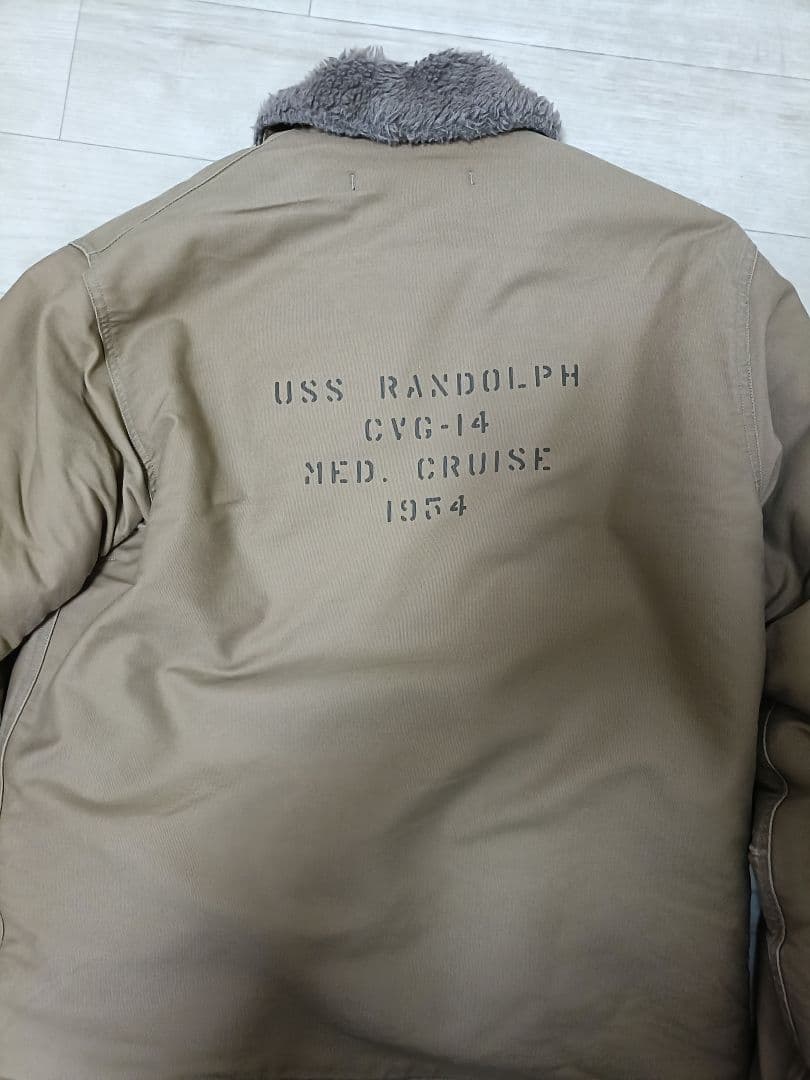 USS RANDOLPH
CVG-14
MED. CRUISE
1954